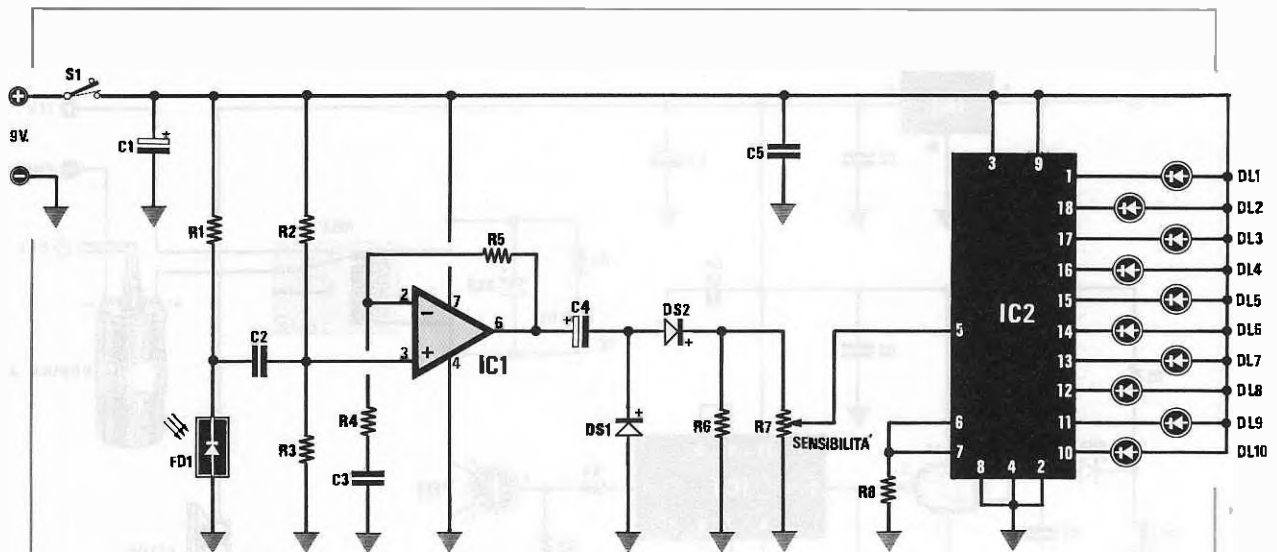 S1
+
9V.
−
C1
R1
R2
C5
3
9
1
DL1
18
DL2
17
DL3
R5
16
DL4
2
7
15
DL5
C4
DS2
IC2
C2
−
6
+
+
5
14
DL6
3
+
4
IC1
13
DL7
12
DL8
FD1
R4
R3
C3
DS1
+
R6
R7
SENSIBILITÀ
6
11
DL9
7
10
DL10
R8
8
4
2
+